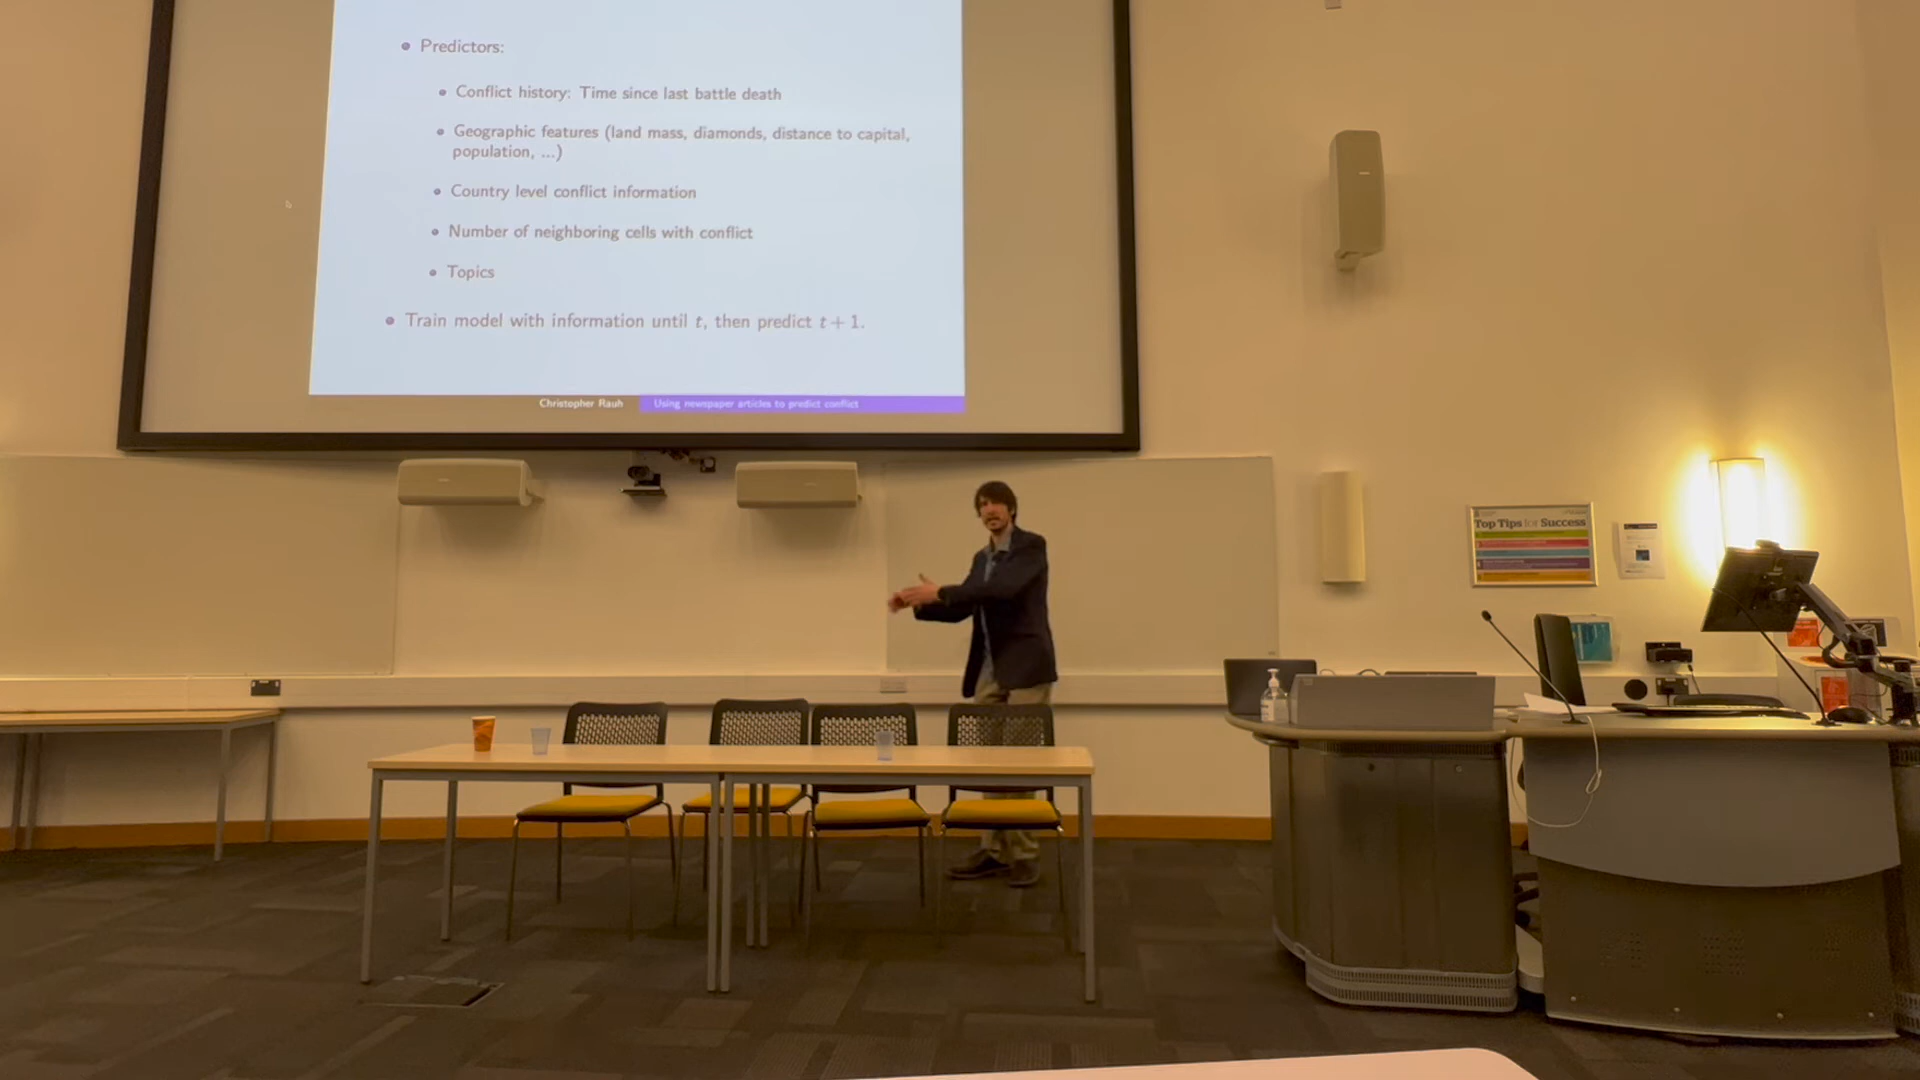 Predictors:
Conflict history: Time since last battle death
Geographic features (land mass, diamonds, distance to capital,
population, ...)
Country level conflict information
Number of neighboring cells with conflict
Topics
Train model with information until t, then predict t + 1.
Christopher Rauh
Using newspaper articles to predict conflict
Top Tips for Success